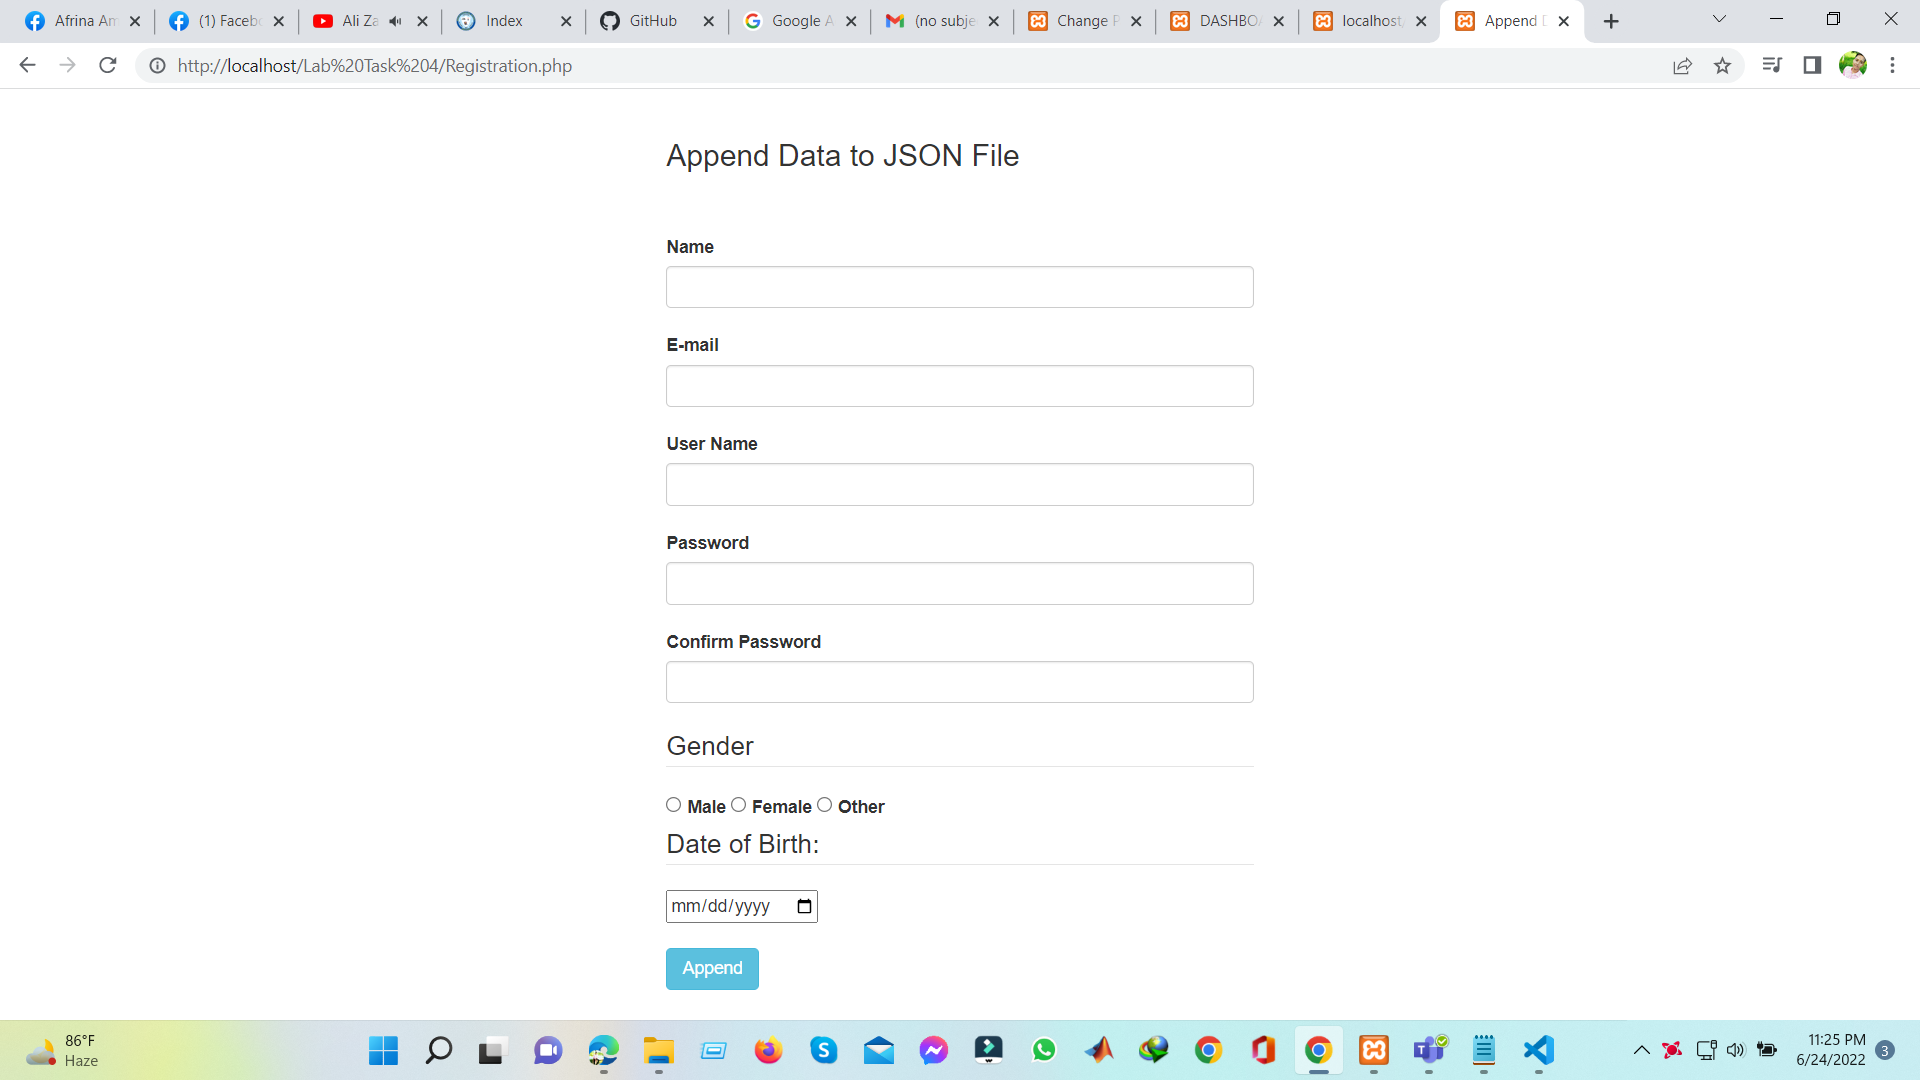 Afrina Am
(1) Facebo
Ali Za
Index
GitHub
Google A
(no subje
Change P
DASHBOA
localhost/
Append D
http://localhost/Lab%20Task%204/Registration.php
Append Data to JSON File
Name
E-mail
User Name
Password
Confirm Password
Gender
Male Female Other
Date of Birth:
mm/dd/yyyy
Append
86°F
Haze
11:25 PM
6/24/2022
3